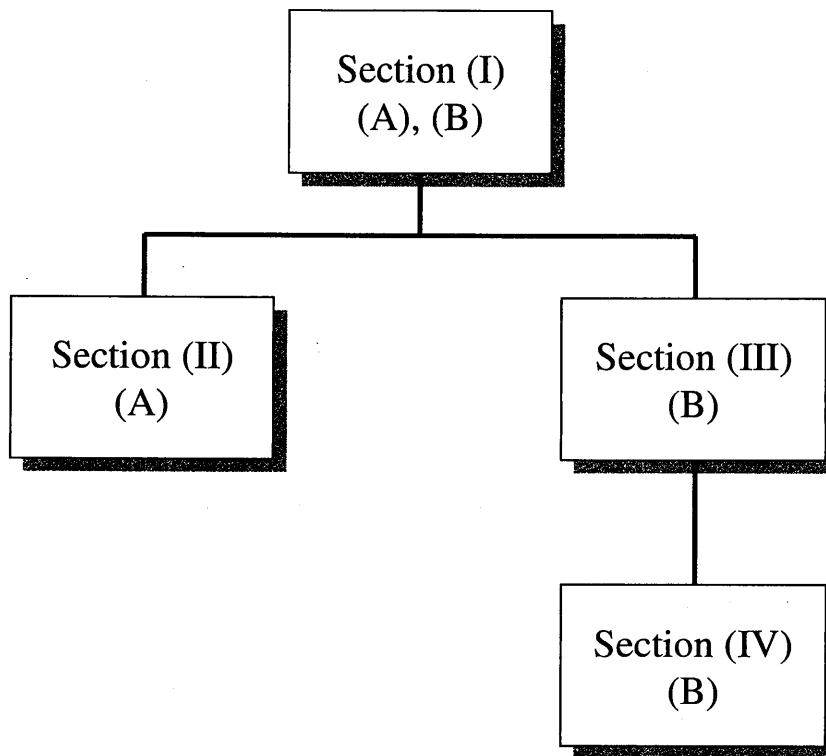 Section (I)
(A), (B)
Section (II)
(A)
Section (III)
(B)
Section (IV)
(B)